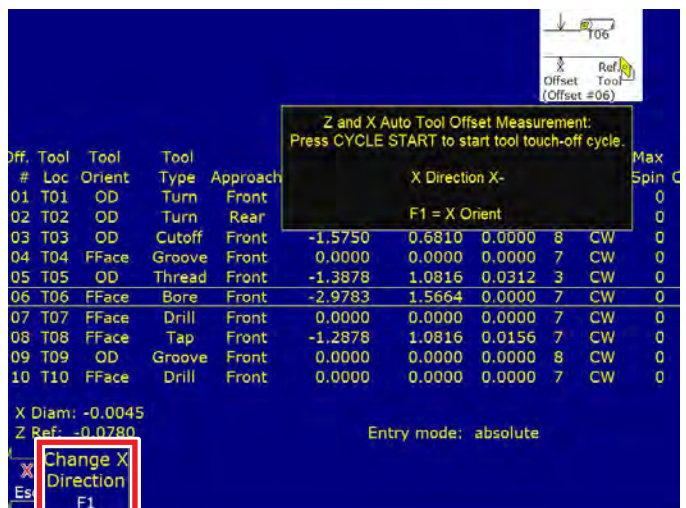 T06
X Ref.
Offset Tool
(Offset #06)
Z and X Auto Tool Offset Measurement:
Press CYCLE START to start tool touch-off cycle.
X Direction X-
F1 = X Orient
Off. Tool Tool Tool Max
# Loc Orient Type Approach Spin C
01 T01 OD Turn Front 0
02 T02 OD Turn Rear 0
03 T03 OD Cutoff Front -1.5750 0.6810 0.0000 8 CW 0
04 T04 FFace Groove Front 0.0000 0.0000 0.0000 7 CW 0
05 T05 OD Thread Front -1.3878 1.0816 0.0312 3 CW 0
06 T06 FFace Bore Front -2.9783 1.5664 0.0000 7 CW 0
07 T07 FFace Drill Front 0.0000 0.0000 0.0000 7 CW 0
08 T08 FFace Tap Front -1.2878 1.0816 0.0156 7 CW 0
09 T09 OD Groove Front 0.0000 0.0000 0.0000 8 CW 0
10 T10 FFace Drill Front 0.0000 0.0000 0.0000 7 CW 0
X Diam: -0.0045
Z Ref: -0.0780 Entry mode: absolute
X Change X
Direction
Es F1